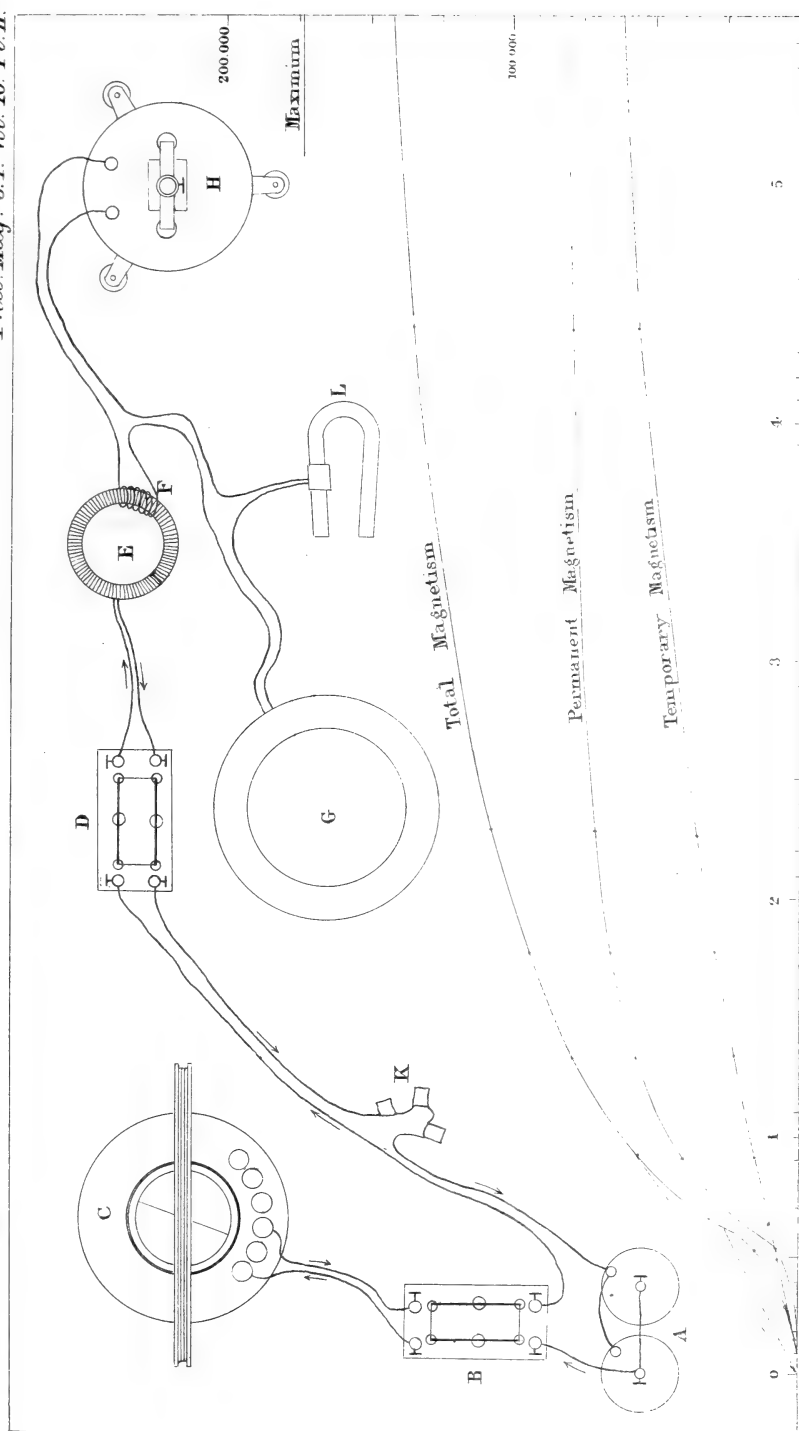 200.000
Maximum
100.000
H
5
L
4
F
E
Total Magnetism
Permanent Magnetism
Temporary Magnetism
3
D
G
2
K
1
C
B
A
0